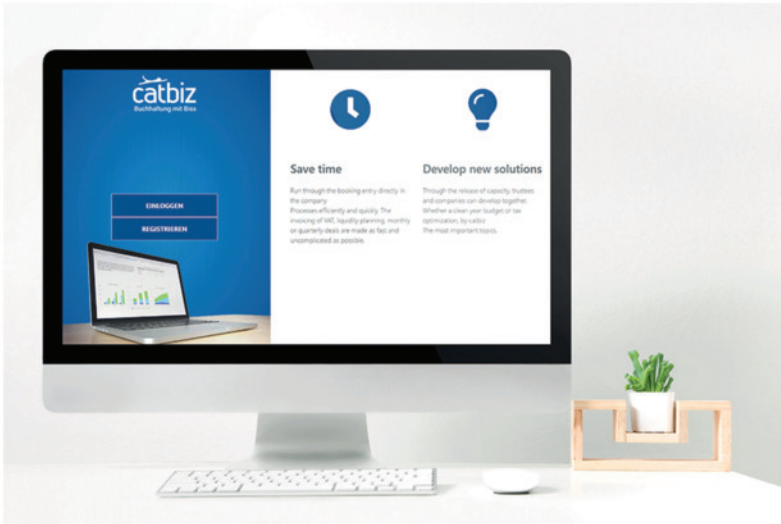 catbiz
Buchhaltung mit Biss
EINLOGGEN
REGISTRIEREN
Save time
Run through the booking entry directly in
the company.
Processes efficiently and quickly. The
invoicing of VAT, liquidity planning, monthly
or quarterly deals are made as fast and
uncomplicated as possible.
Develop new solutions
Through the release of capacity, trustees
and companies can develop together.
Whether a clean year budget or tax
optimization, by catbiz
The most important topics.